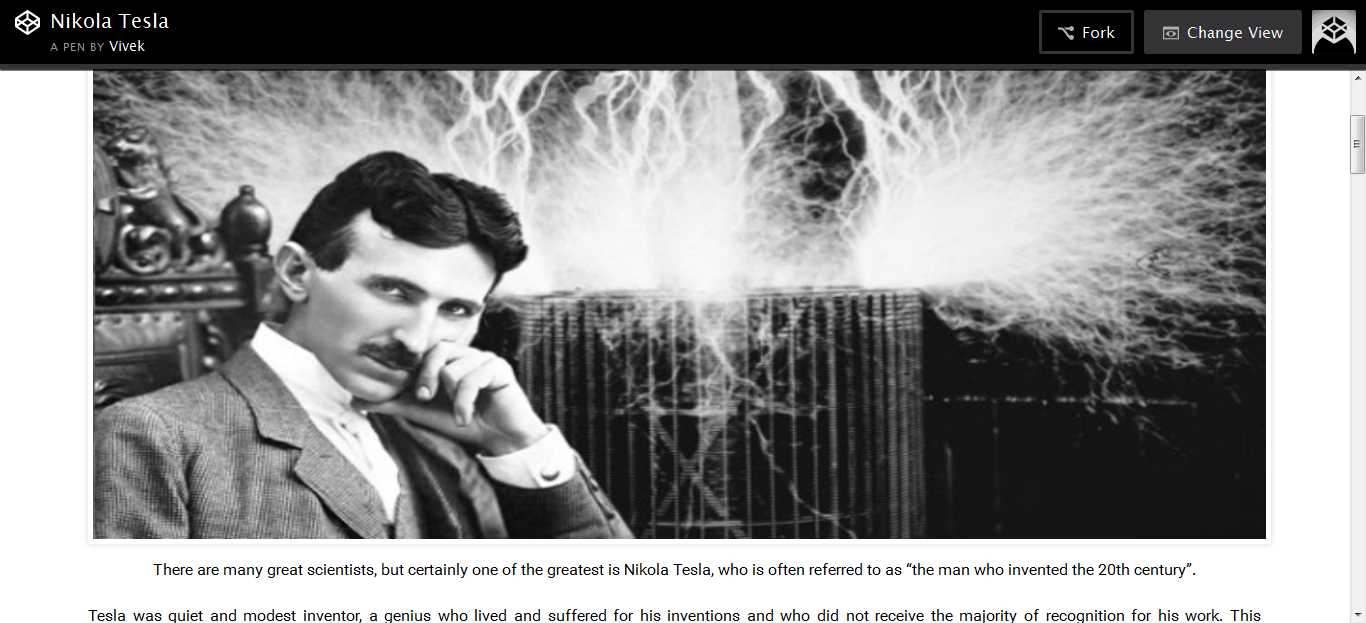 Nikola Tesla
A PEN BY Vivek
Fork
Change View
There are many great scientists, but certainly one of the greatest is Nikola Tesla, who is often referred to as “the man who invented the 20th century”.
Tesla was quiet and modest inventor, a genius who lived and suffered for his inventions and who did not receive the majority of recognition for his work. This